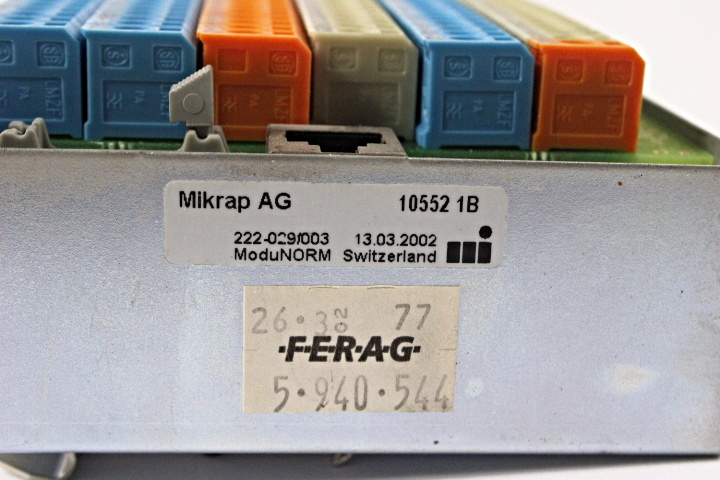 Mikrap AG 10552 1B
222-029/003 13.03.2002
ModuNORM Switzerland
26·3 02 77
·F·E·R·A·G·
5·940·544